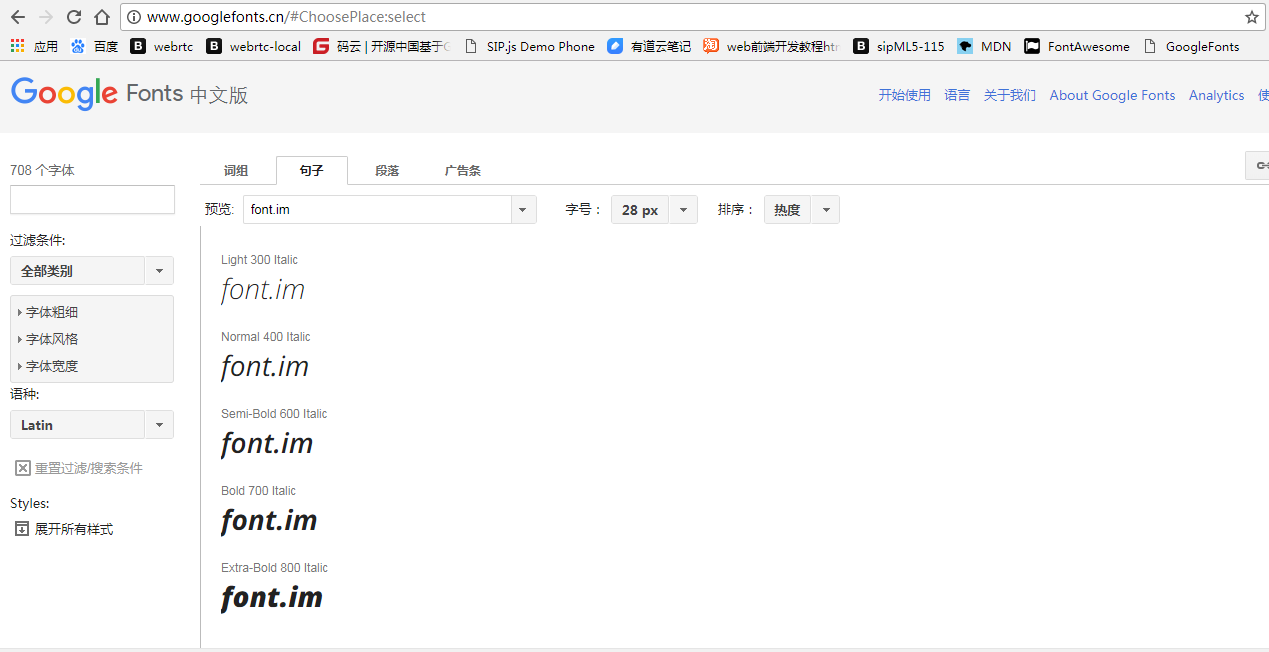 www.googlefonts.cn/#ChoosePlace:select
应用 百度 webrtc webrtc-local 码云 | 开源中国基于 SIP.js Demo Phone 有道云笔记 web前端开发教程 sipML5-115 MDN FontAwesome GoogleFonts
Google Fonts 中文版 开始使用 语言 关于我们 About Google Fonts Analytics
708 个字体 词组 句子 段落 广告条
预览: font.im 字号： 28 px 排序： 热度
过滤条件:
全部类别
Light 300 Italic
font.im
字体粗细
字体风格
字体宽度
Normal 400 Italic
font.im
语种:
Latin
Semi-Bold 600 Italic
font.im
重置过滤/搜索条件
Bold 700 Italic
Styles:
font.im
展开所有样式
Extra-Bold 800 Italic
font.im